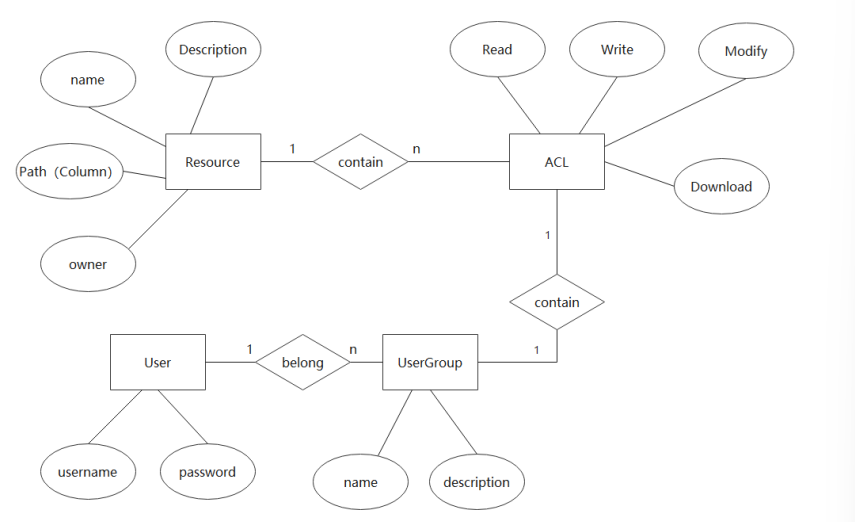 Description
Read
Write
Modify
name
Resource
1
contain
n
ACL
Path（Column）
Download
owner
1
contain
User
1
belong
n
UserGroup
1
username
password
name
description